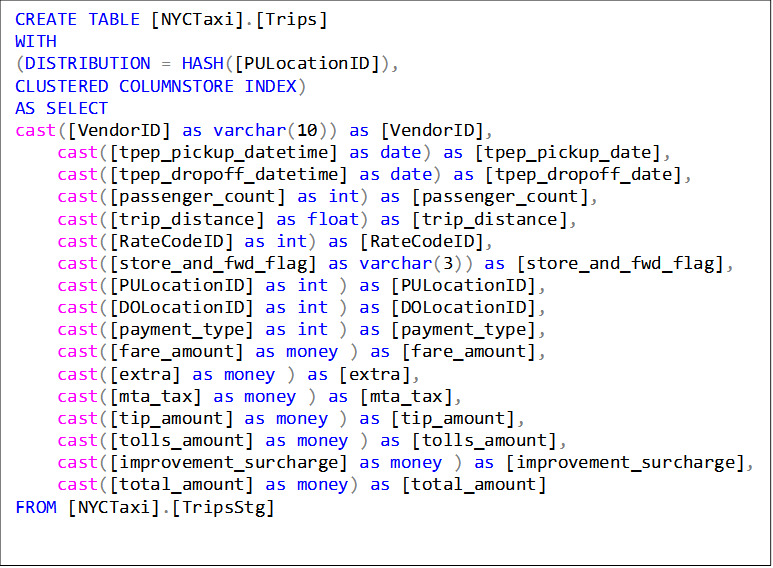 CREATE TABLE [NYCTaxi].[Trips]
WITH
(DISTRIBUTION = HASH([PULocationID]),
CLUSTERED COLUMNSTORE INDEX)
AS SELECT
cast([VendorID] as varchar(10)) as [VendorID],
    cast([tpep_pickup_datetime] as date) as [tpep_pickup_date],
    cast([tpep_dropoff_datetime] as date) as [tpep_dropoff_date],
    cast([passenger_count] as int) as [passenger_count],
    cast([trip_distance] as float) as [trip_distance],
    cast([RateCodeID] as int) as [RateCodeID],
    cast([store_and_fwd_flag] as varchar(3)) as [store_and_fwd_flag],
    cast([PULocationID] as int ) as [PULocationID],
    cast([DOLocationID] as int ) as [DOLocationID],
    cast([payment_type] as int ) as [payment_type],
    cast([fare_amount] as money ) as [fare_amount],
    cast([extra] as money ) as [extra],
    cast([mta_tax] as money ) as [mta_tax],
    cast([tip_amount] as money ) as [tip_amount],
    cast([tolls_amount] as money ) as [tolls_amount],
    cast([improvement_surcharge] as money ) as [improvement_surcharge],
    cast([total_amount] as money) as [total_amount]
FROM [NYCTaxi].[TripsStg]